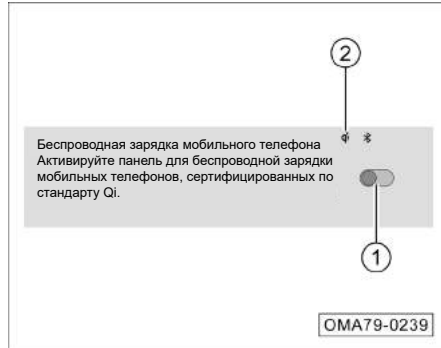 2
Беспроводная зарядка мобильного телефона
Активируйте панель для беспроводной зарядки
мобильных телефонов, сертифицированных по
стандарту Qi.
1
OMA79-0239